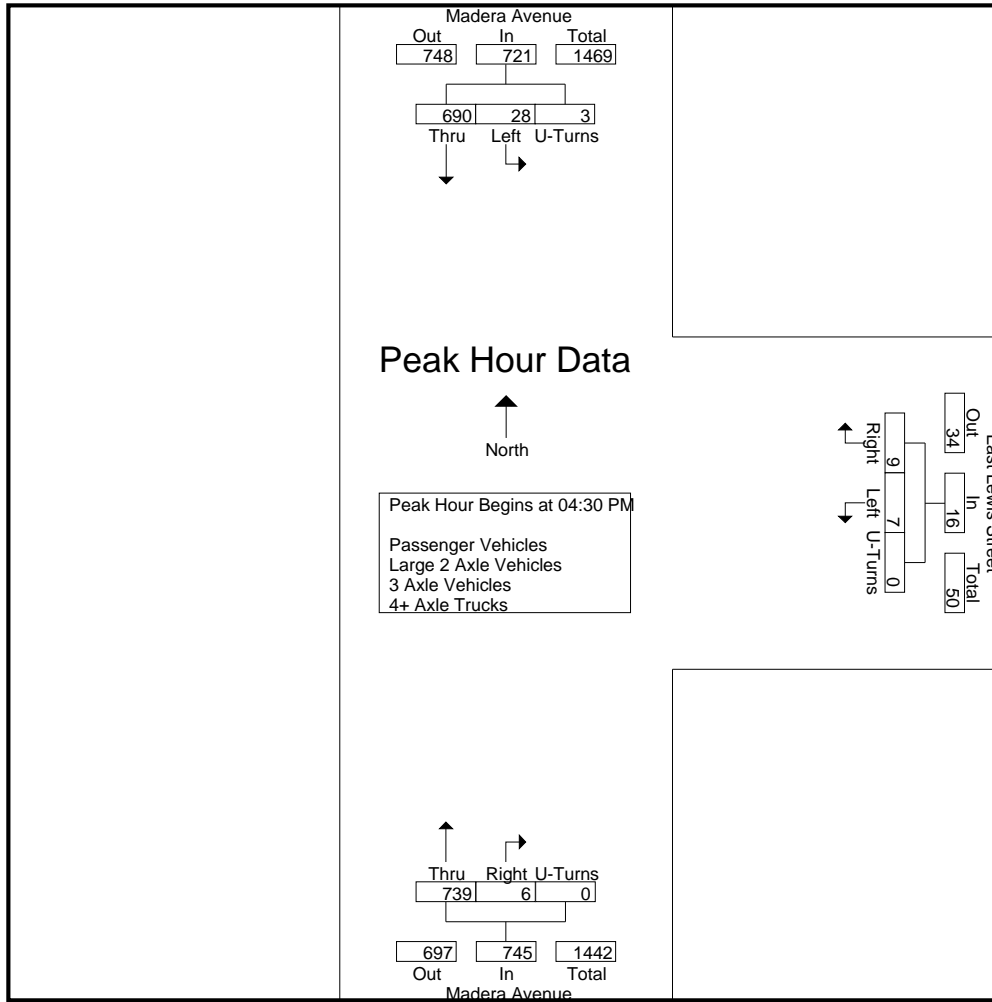 Madera Avenue
Out In Total
748 721 1469
690 28 3
Thru Left U-Turns
Peak Hour Data
North
Peak Hour Begins at 04:30 PM
Passenger Vehicles
Large 2 Axle Vehicles
3 Axle Vehicles
4+ Axle Trucks
East Lewis Street
Out In Total
34 16 50
9 7 0
Right Left U-Turns
Thru Right U-Turns
739 6 0
697 745 1442
Out In Total
Madera Avenue